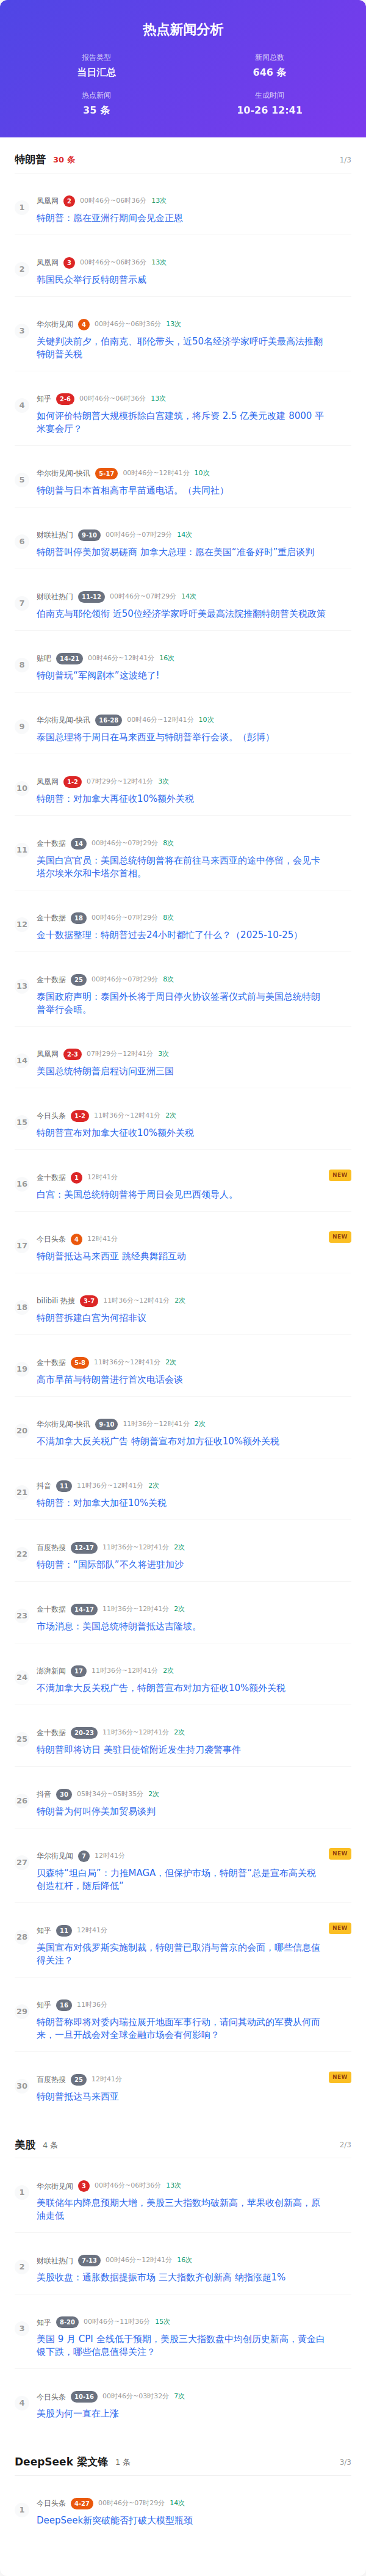 热点新闻分析
报告类型
新闻总数
当日汇总
646 条
热点新闻
生成时间
35 条
10-26 12:41
特朗普 30 条 1/3
1
凤凰网 2 00时46分~06时36分 13次
特朗普：愿在亚洲行期间会见金正恩
2
凤凰网 3 00时46分~06时36分 13次
韩国民众举行反特朗普示威
3
华尔街见闻 4 00时46分~06时36分 13次
关键判决前夕，伯南克、耶伦带头，近50名经济学家呼吁美最高法推翻
特朗普关税
4
知乎 2-6 00时46分~06时36分 13次
如何评价特朗普大规模拆除白宫建筑，将斥资 2.5 亿美元改建 8000 平
米宴会厅？
5
华尔街见闻-快讯 5-17 00时46分~12时41分 10次
特朗普与日本首相高市早苗通电话。（共同社）
6
财联社热门 9-10 00时46分~07时29分 14次
特朗普叫停美加贸易磋商 加拿大总理：愿在美国“准备好时”重启谈判
7
财联社热门 11-12 00时46分~07时29分 14次
伯南克与耶伦领衔 近50位经济学家呼吁美最高法院推翻特朗普关税政策
8
贴吧 14-21 00时46分~12时41分 16次
特朗普玩“军阀剧本”这波绝了!
9
华尔街见闻-快讯 16-28 00时46分~12时41分 10次
泰国总理将于周日在马来西亚与特朗普举行会谈。（彭博）
10
凤凰网 1-2 07时29分~12时41分 3次
特朗普：对加拿大再征收10%额外关税
11
金十数据 14 00时46分~07时29分 8次
美国白宫官员：美国总统特朗普将在前往马来西亚的途中停留，会见卡
塔尔埃米尔和卡塔尔首相。
12
金十数据 18 00时46分~07时29分 8次
金十数据整理：特朗普过去24小时都忙了什么？（2025-10-25）
13
金十数据 25 00时46分~07时29分 8次
泰国政府声明：泰国外长将于周日停火协议签署仪式前与美国总统特朗
普举行会晤。
14
凤凰网 2-3 07时29分~12时41分 3次
美国总统特朗普启程访问亚洲三国
15
今日头条 1-2 11时36分~12时41分 2次
特朗普宣布对加拿大征收10%额外关税
16
金十数据 1 12时41分 NEW
白宫：美国总统特朗普将于周日会见巴西领导人。
17
今日头条 4 12时41分 NEW
特朗普抵达马来西亚 跳经典舞蹈互动
18
bilibili 热搜 3-7 11时36分~12时41分 2次
特朗普拆建白宫为何招非议
19
金十数据 5-8 11时36分~12时41分 2次
高市早苗与特朗普进行首次电话会谈
20
华尔街见闻-快讯 9-10 11时36分~12时41分 2次
不满加拿大反关税广告 特朗普宣布对加方征收10%额外关税
21
抖音 11 11时36分~12时41分 2次
特朗普：对加拿大加征10%关税
22
百度热搜 12-17 11时36分~12时41分 2次
特朗普：“国际部队”不久将进驻加沙
23
金十数据 14-17 11时36分~12时41分 2次
市场消息：美国总统特朗普抵达吉隆坡。
24
澎湃新闻 17 11时36分~12时41分 2次
不满加拿大反关税广告，特朗普宣布对加方征收10%额外关税
25
金十数据 20-23 11时36分~12时41分 2次
特朗普即将访日 美驻日使馆附近发生持刀袭警事件
26
抖音 30 05时34分~05时35分 2次
特朗普为何叫停美加贸易谈判
27
华尔街见闻 7 12时41分 NEW
贝森特“坦白局”：力推MAGA，但保护市场，特朗普“总是宣布高关税
创造杠杆，随后降低”
28
知乎 11 12时41分 NEW
美国宣布对俄罗斯实施制裁，特朗普已取消与普京的会面，哪些信息值
得关注？
29
知乎 16 11时36分
特朗普称即将对委内瑞拉展开地面军事行动，请问其动武的军费从何而
来，一旦开战会对全球金融市场会有何影响？
30
百度热搜 25 12时41分 NEW
特朗普抵达马来西亚
美股 4 条 2/3
1
华尔街见闻 3 00时46分~06时36分 13次
美联储年内降息预期大增，美股三大指数均破新高，苹果收创新高，原
油走低
2
财联社热门 7-13 00时46分~12时41分 16次
美股收盘：通胀数据提振市场 三大指数齐创新高 纳指涨超1%
3
知乎 8-20 00时46分~11时36分 15次
美国 9 月 CPI 全线低于预期，美股三大指数盘中均创历史新高，黄金白
银下跌，哪些信息值得关注？
4
今日头条 10-16 00时46分~03时32分 7次
美股为何一直在上涨
DeepSeek 梁文锋 1 条 3/3
1
今日头条 4-27 00时46分~07时29分 14次
DeepSeek新突破能否打破大模型瓶颈